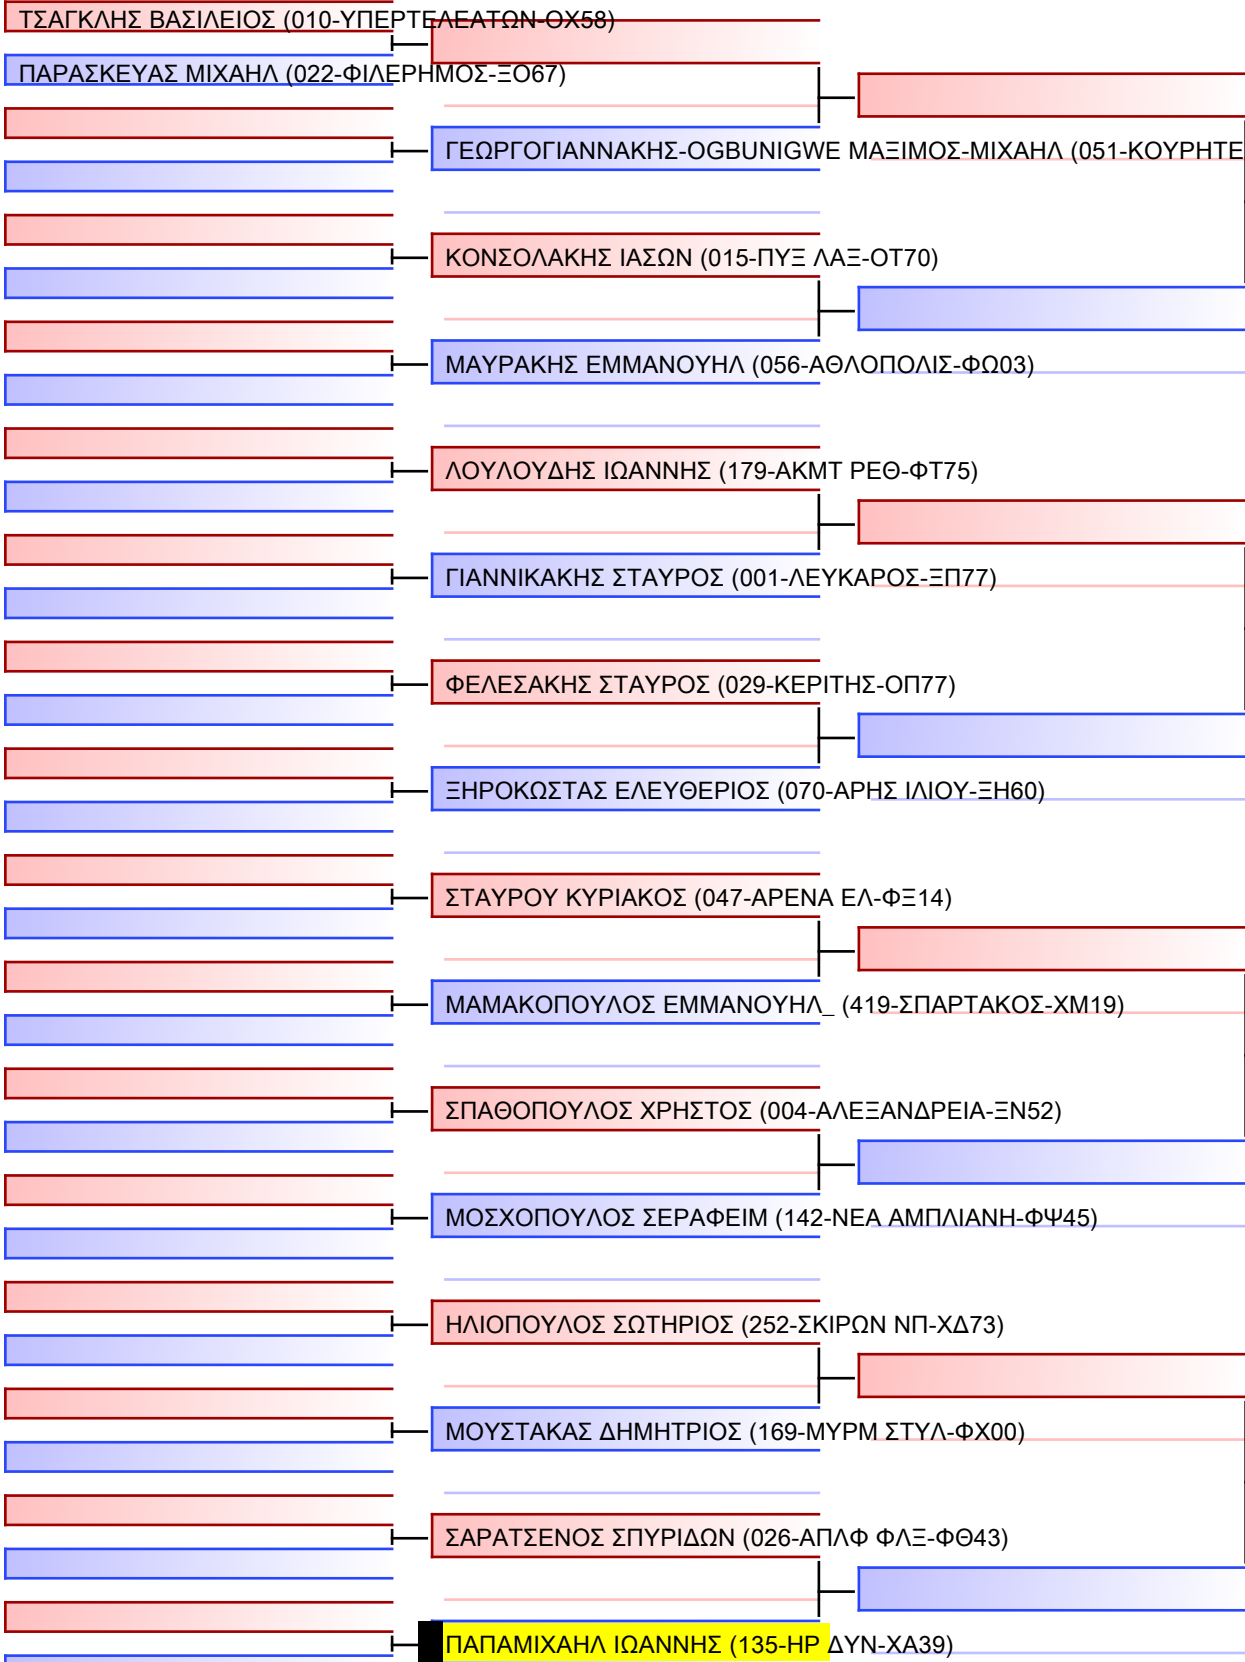 ΤΣΑΓΚΛΗΣ ΒΑΣΙΛΕΙΟΣ (010-ΥΠΕΡΤΕΛΕΑΤΩΝ-ΟΧ58)
ΠΑΡΑΣΚΕΥΑΣ ΜΙΧΑΗΛ (022-ΦΙΛΕΡΗΜΟΣ-ΞΟ67)
ΓΕΩΡΓΟΓΙΑΝΝΑΚΗΣ-OGBUNIGWE ΜΑΞΙΜΟΣ-ΜΙΧΑΗΛ (051-ΚΟΥΡΗΤΕ
ΚΟΝΣΟΛΑΚΗΣ ΙΑΣΩΝ (015-ΠΥΞ ΛΑΞ-ΟΤ70)
ΜΑΥΡΑΚΗΣ ΕΜΜΑΝΟΥΗΛ (056-ΑΘΛΟΠΟΛΙΣ-ΦΩ03)
ΛΟΥΛΟΥΔΗΣ ΙΩΑΝΝΗΣ (179-ΑΚΜΤ ΡΕΘ-ΦΤ75)
ΓΙΑΝΝΙΚΑΚΗΣ ΣΤΑΥΡΟΣ (001-ΛΕΥΚΑΡΟΣ-ΞΠ77)
ΦΕΛΕΣΑΚΗΣ ΣΤΑΥΡΟΣ (029-ΚΕΡΙΤΗΣ-ΟΠ77)
ΞΗΡΟΚΩΣΤΑΣ ΕΛΕΥΘΕΡΙΟΣ (070-ΑΡΗΣ ΙΛΙΟΥ-ΞΗ60)
ΣΤΑΥΡΟΥ ΚΥΡΙΑΚΟΣ (047-ΑΡΕΝΑ ΕΛ-ΦΞ14)
ΜΑΜΑΚΟΠΟΥΛΟΣ ΕΜΜΑΝΟΥΗΛ_ (419-ΣΠΑΡΤΑΚΟΣ-ΧΜ19)
ΣΠΑΘΟΠΟΥΛΟΣ ΧΡΗΣΤΟΣ (004-ΑΛΕΞΑΝΔΡΕΙΑ-ΞΝ52)
ΜΟΣΧΟΠΟΥΛΟΣ ΣΕΡΑΦΕΙΜ (142-ΝΕΑ ΑΜΠΛΙΑΝΗ-ΦΨ45)
ΗΛΙΟΠΟΥΛΟΣ ΣΩΤΗΡΙΟΣ (252-ΣΚΙΡΩΝ ΝΠ-ΧΔ73)
ΜΟΥΣΤΑΚΑΣ ΔΗΜΗΤΡΙΟΣ (169-ΜΥΡΜ ΣΤΥΛ-ΦΧ00)
ΣΑΡΑΤΣΕΝΟΣ ΣΠΥΡΙΔΩΝ (026-ΑΠΛΦ ΦΛΞ-ΦΘ43)
ΠΑΠΑΜΙΧΑΗΛ ΙΩΑΝΝΗΣ (135-ΗΡ ΔΥΝ-ΧΑ39)